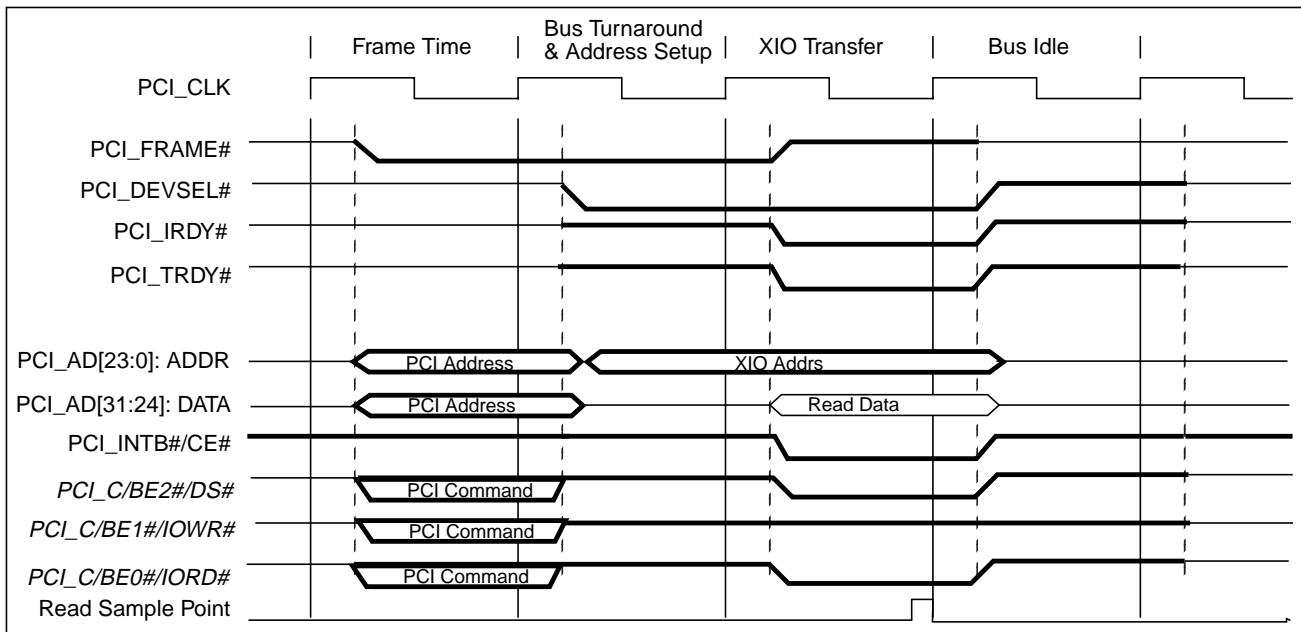 Frame Time
Bus Turnaround
& Address Setup
XIO Transfer
Bus Idle
PCI_CLK
PCI_FRAME#
PCI_DEVSEL#
PCI_IRDY#
PCI_TRDY#
PCI_AD[23:0]: ADDR
PCI Address
XIO Addrs
PCI_AD[31:24]: DATA
PCI Address
Read Data
PCI_INTB#/CE#
PCI_C/BE2#/DS#
PCI Command
PCI_C/BE1#/IOWR#
PCI Command
PCI_C/BE0#/IORD#
PCI Command
Read Sample Point